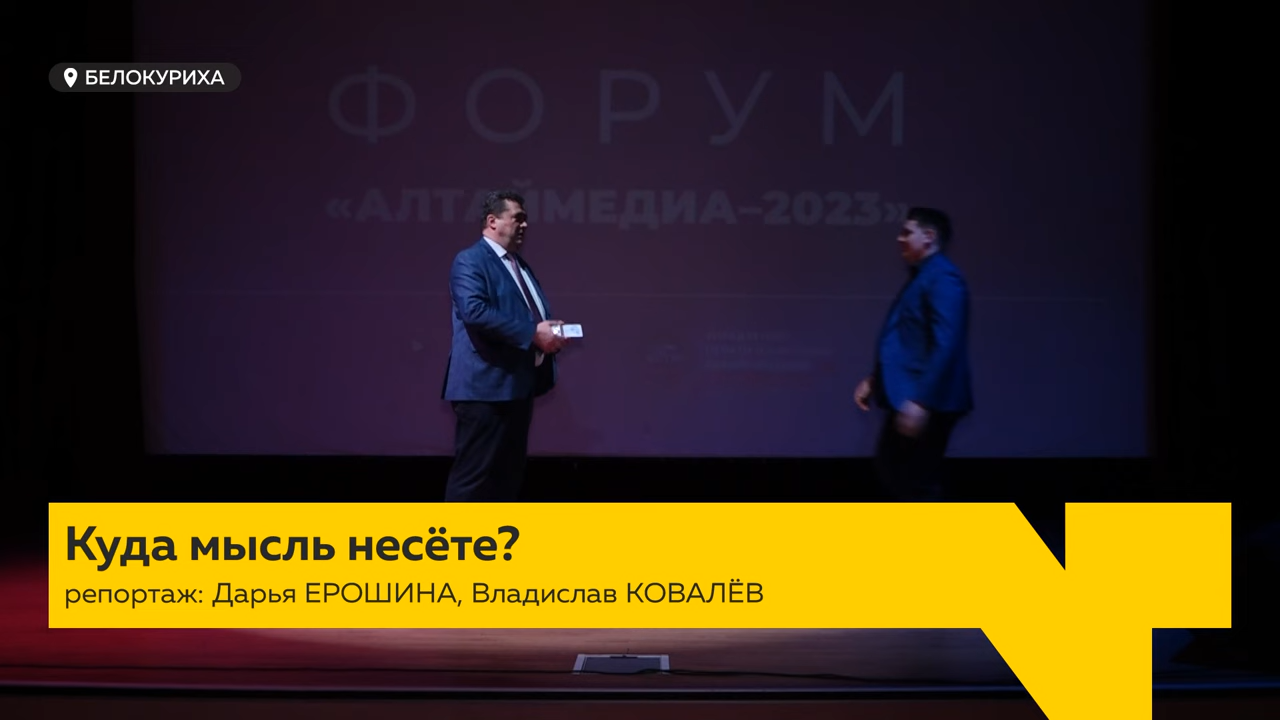 БЕЛОКУРИХА
ФОРУМ
«АЛТАЙМЕДИА–2023»
Куда мысль несёте?
репортаж: Дарья ЕРОШИНА, Владислав КОВАЛЁВ